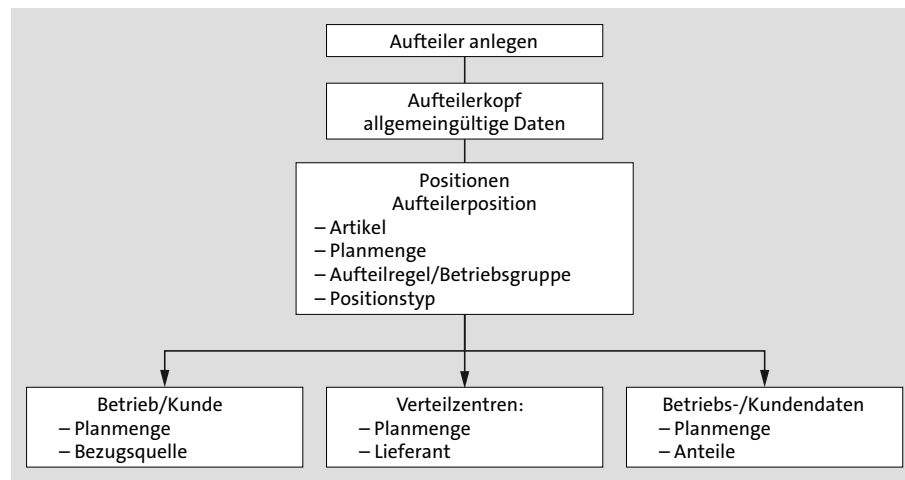 Aufteiler anlegen
Aufteilerkopf
allgemeingültige Daten
Positionen
Aufteilerposition
– Artikel
– Planmenge
– Aufteilregel/Betriebsgruppe
– Positionstyp
Betrieb/Kunde
– Planmenge
– Bezugsquelle
Verteilzentren:
– Planmenge
– Lieferant
Betriebs-/Kundendaten
– Planmenge
– Anteile